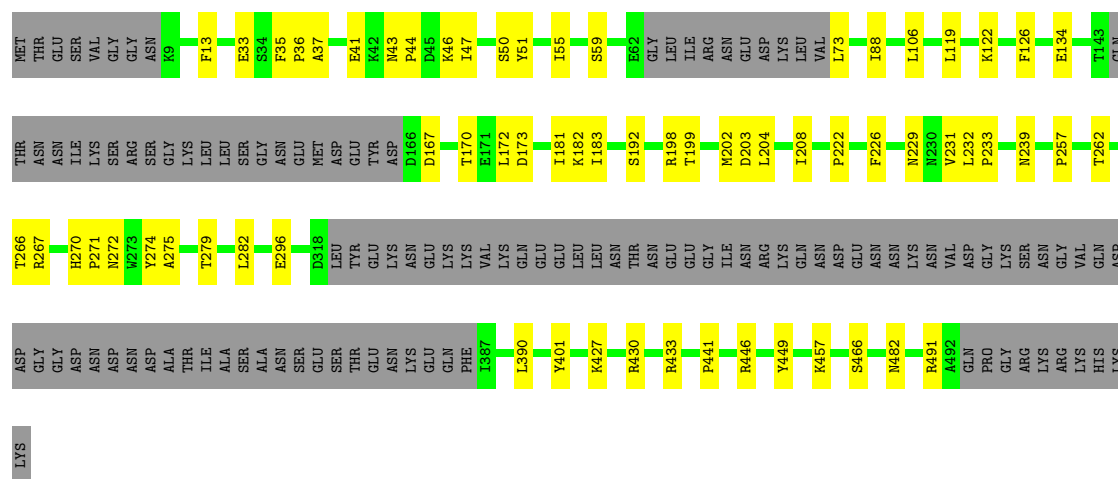 MET THR GLU SER VAL GLY GLY ASN K9 F13 E33 S34 F35 P36 A37 E41 K42 N43 P44 D45 K46 I47 S50 Y51 I55 S59 E62 GLY LEU ILE ARG ASN GLU ASP LYS LEU VAL L73 I88 L106 L119 K122 F126 E134 T143 GLN
THR ASN ASN ILE LYS SER ARG SER GLY LYS LEU LEU SER GLY ASN GLU MET ASP GLU TYR ASP D166 D167 T170 E171 L172 D173 I181 K182 I183 S192 R198 T199 M202 D203 L204 I208 P222 F226 N229 N230 V231 L232 P233 N239 P257 T262
T266 R267 H270 P271 N272 W273 Y274 A275 T279 L282 E296 D318 LEU TYR GLU LYS ASN GLU LYS LYS VAL LYS GLN GLU GLU LEU LEU ASN THR ASN GLU GLU GLY ILE ASN ARG LYS GLN ASN ASP GLU ASN ASN LYS ASN VAL ASP GLY LYS SER ASN GLY VAL GLN ASP
ASP GLY GLY ASP ASN ASP ASN ASP ALA THR ILE ALA SER ALA ASN SER GLU SER THR GLU ASN LYS GLU GLN PHE I387 L390 Y401 K427 R430 R433 P441 R446 Y449 K457 S466 N482 R491 A492 GLN PRO GLY ARG LYS ARG LYS HIS LYS
LYS